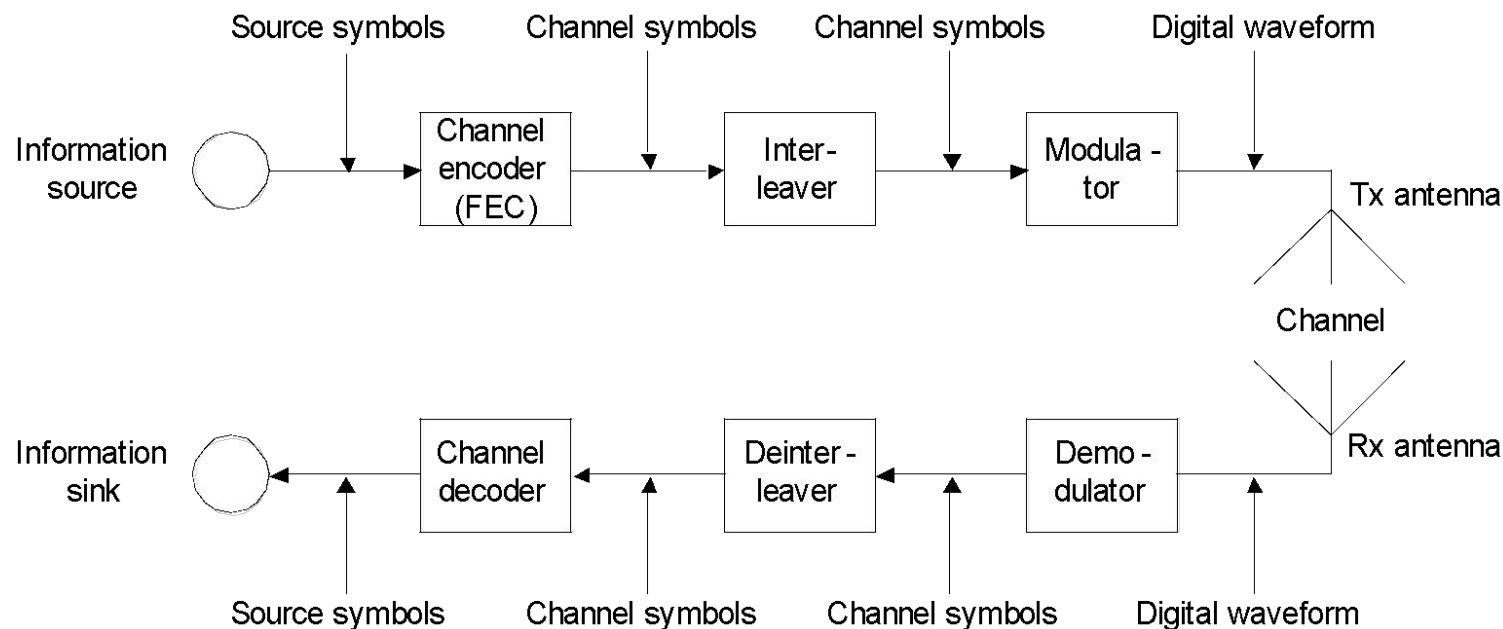 Source symbols
Channel symbols
Channel symbols
Digital waveform
Information
source
Channel
encoder
(FEC)
Inter-
leaver
Modula -
tor
Tx antenna
Channel
Information
sink
Channel
decoder
Deinter -
leaver
Demo -
dulator
Rx antenna
Source symbols
Channel symbols
Channel symbols
Digital waveform